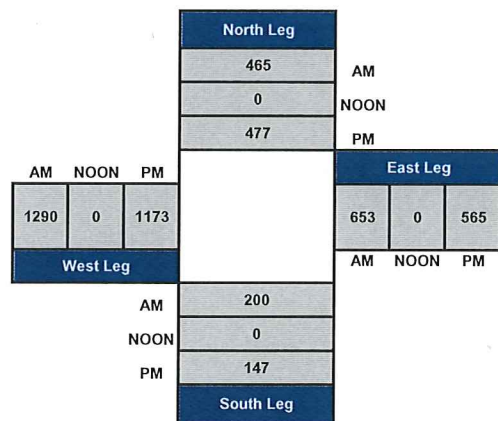 North Leg
465 AM
0 NOON
477 PM
AM NOON PM
East Leg
1290 0 1173
653 0 565
West Leg
AM NOON PM
AM 200
NOON 0
PM 147
South Leg